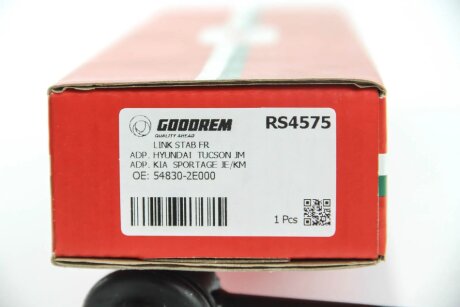 GOODREM
QUALITY AHEAD
RS4575
LINK STAB FR
ADP. HYUNDAI TUCSON JM
ADP. KIA SPORTAGE JE/KM
OE: 54830-2E000
1 Pcs